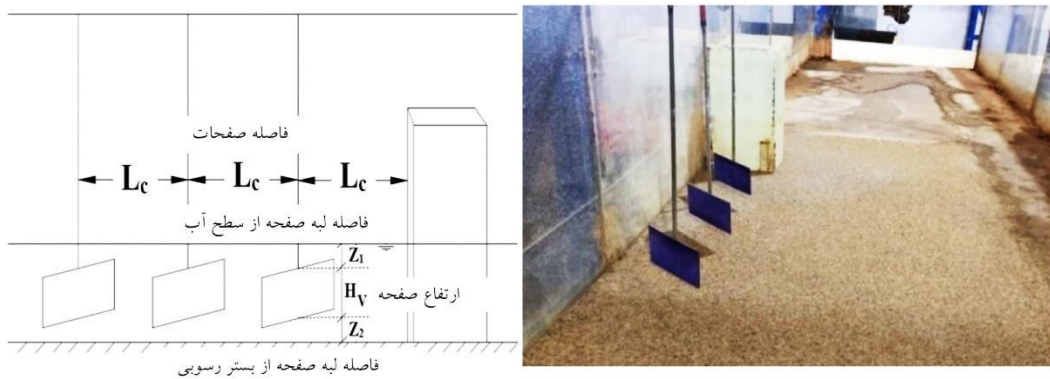 فاصله صفحات
L_c L_c L_c
فاصله لبه صفحه از سطح آب
Z_1
ارتفاع صفحه H_V
Z_2
فاصله لبه صفحه از بستر رسوبی